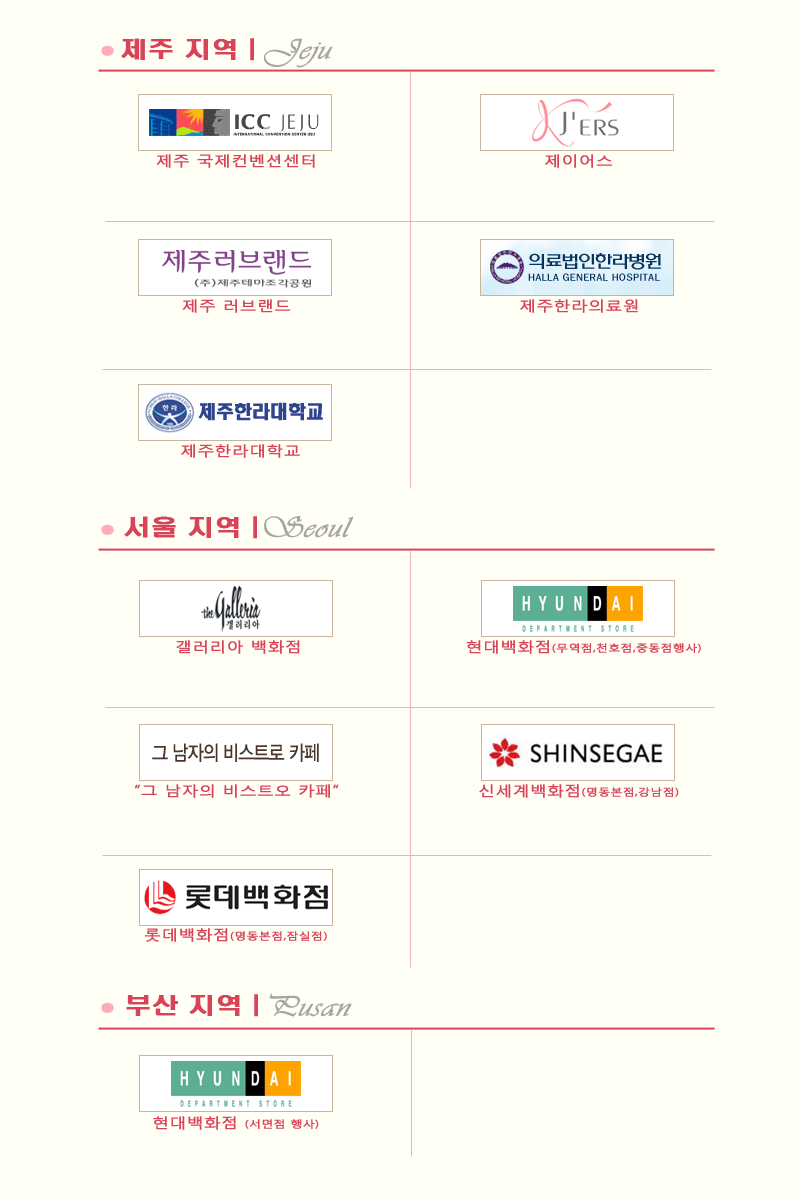 제주 지역 | Jeju
ICC JEJU
INTERNATIONAL CONVENTION CENTER JEJU
제주 국제컨벤션센터
J'ERS
제이어스
제주러브랜드
(주)제주테마조각공원
제주 러브랜드
의료법인한라병원
HALLA GENERAL HOSPITAL
제주한라의료원
한라
제주한라대학교
제주한라대학교
서울 지역 | Seoul
the Galleria
갤러리아
갤러리아 백화점
HYUNDAI
DEPARTMENT STORE
현대백화점(무역점,천호점,중동점행사)
그 남자의 비스트로 카페
“그 남자의 비스트오 카페“
SHINSEGAE
신세계백화점(명동본점,강남점)
롯데백화점
롯데백화점(명동본점,잠실점)
부산 지역 | Pusan
HYUNDAI
DEPARTMENT STORE
현대백화점 (서면점 행사)